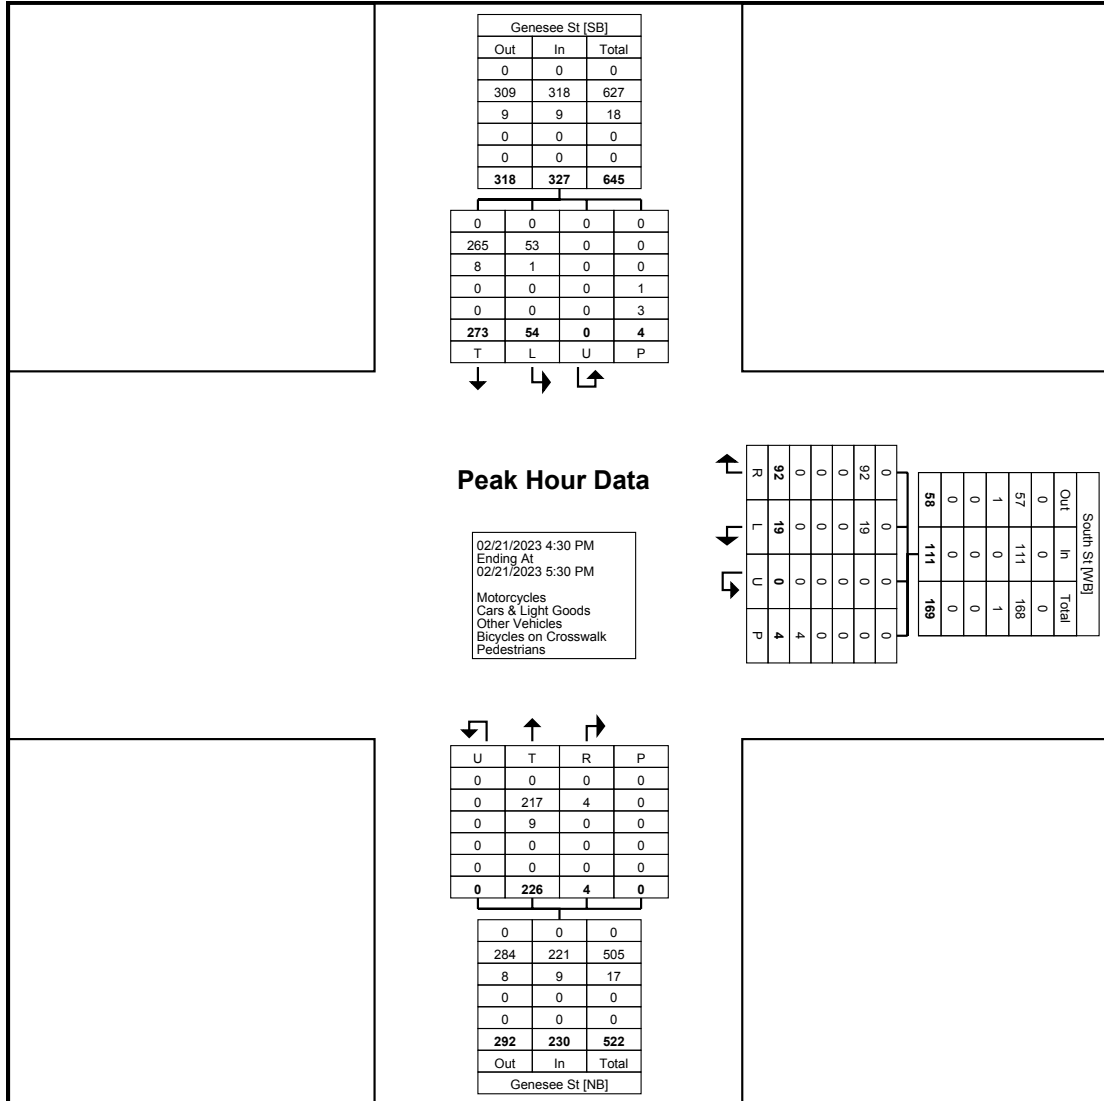 Genesee St [SB]
Out In Total
0 0 0
309 318 627
9 9 18
0 0 0
0 0 0
318 327 645
0 0 0 0
265 53 0 0
8 1 0 0
0 0 0 1
0 0 0 3
273 54 0 4
T L U P
Peak Hour Data
02/21/2023 4:30 PM
Ending At
02/21/2023 5:30 PM
Motorcycles
Cars & Light Goods
Other Vehicles
Bicycles on Crosswalk
Pedestrians
South St [WB]
Out In Total
0 0 0
57 111 168
1 0 1
0 0 0
0 0 0
58 111 169
0 0 0 0
92 19 0 0
0 0 0 0
0 0 0 0
0 0 0 4
92 19 0 4
R L U P
U T R P
0 0 0 0
0 217 4 0
0 9 0 0
0 0 0 0
0 0 0 0
0 226 4 0
0 0 0
284 221 505
8 9 17
0 0 0
0 0 0
292 230 522
Out In Total
Genesee St [NB]